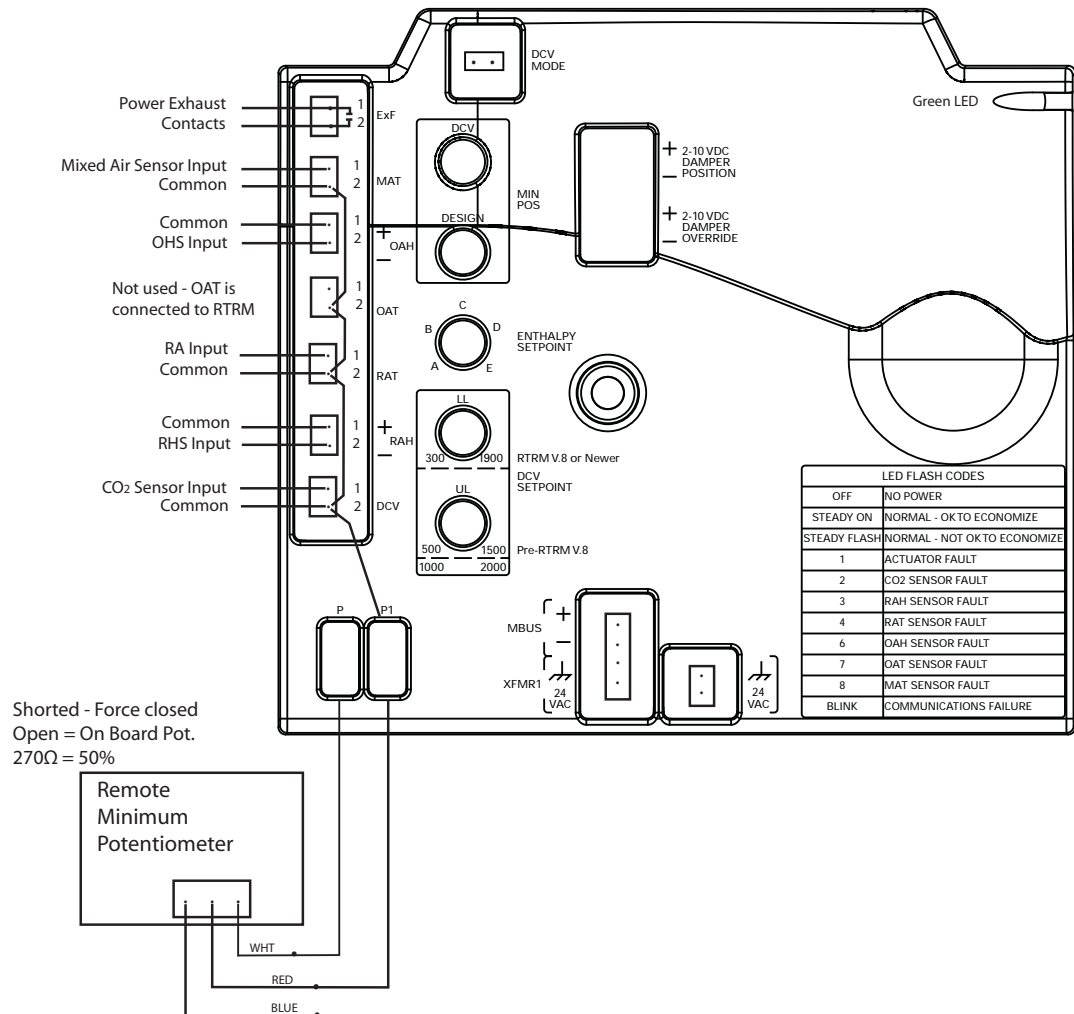 DCV
MODE
Green LED
Power Exhaust
Contacts
1
2
ExF
Mixed Air Sensor Input
Common
1
2
MAT
Common
OHS Input
1
2
+
−
OAH
Not used - OAT is
connected to RTRM
1
2
OAT
RA Input
Common
1
2
RAT
Common
RHS Input
1
2
+
−
RAH
CO2 Sensor Input
Common
1
2
DCV
DCV
MIN
POS
DESIGN
+
−
2-10 VDC
DAMPER
POSITION
+
−
2-10 VDC
DAMPER
OVERRIDE
A
B
C
D
E
ENTHALPY
SETPOINT
LL
300 1900
RTRM V.8 or Newer
DCV
SETPOINT
UL
500 1500
Pre-RTRM V.8
1000 2000
LED FLASH CODES
OFF NO POWER
STEADY ON NORMAL - OK TO ECONOMIZE
STEADY FLASH NORMAL - NOT OK TO ECONOMIZE
1 ACTUATOR FAULT
2 CO2 SENSOR FAULT
3 RAH SENSOR FAULT
4 RAT SENSOR FAULT
6 OAH SENSOR FAULT
7 OAT SENSOR FAULT
8 MAT SENSOR FAULT
BLINK COMMUNICATIONS FAILURE
P
P1
MBUS
+
−
XFMR1
24
VAC
24
VAC
Shorted - Force closed
Open = On Board Pot.
270Ω = 50%
Remote
Minimum
Potentiometer
WHT
RED
BLUE